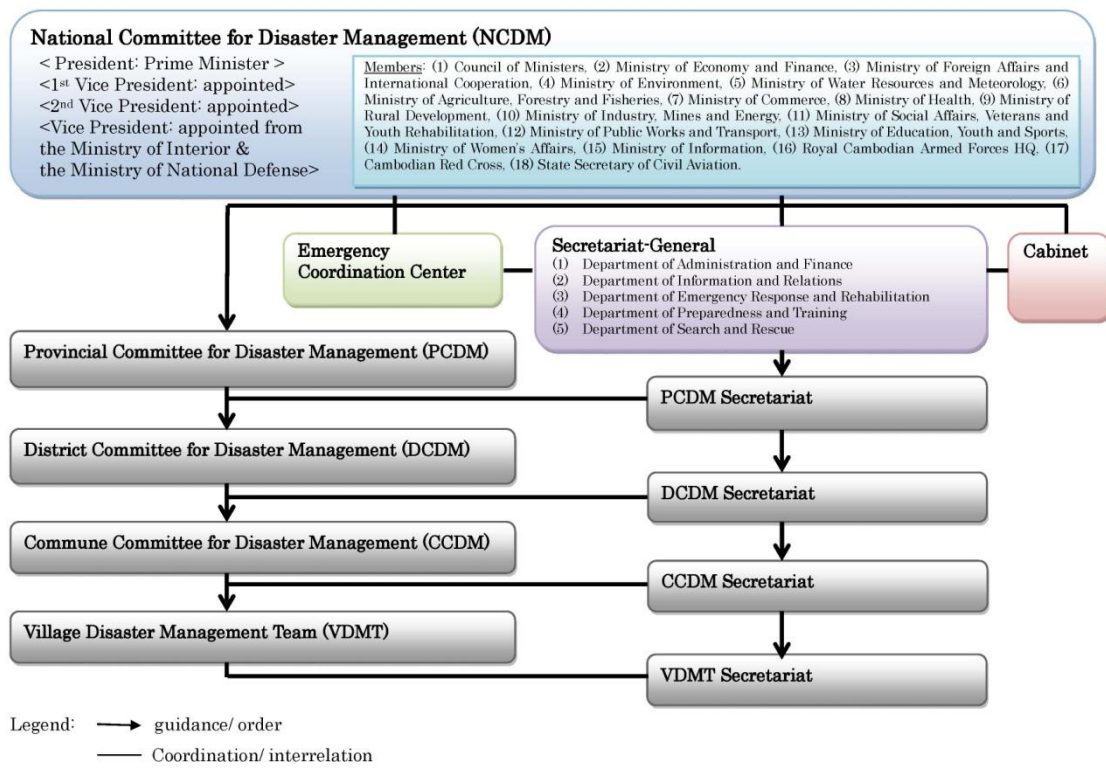 National Committee for Disaster Management (NCDM)
< President: Prime Minister >
<1st Vice President: appointed>
<2nd Vice President: appointed>
<Vice President: appointed from
the Ministry of Interior &
the Ministry of National Defense>
Members: (1) Council of Ministers, (2) Ministry of Economy and Finance, (3) Ministry of Foreign Affairs and
International Cooperation, (4) Ministry of Environment, (5) Ministry of Water Resources and Meteorology, (6)
Ministry of Agriculture, Forestry and Fisheries, (7) Ministry of Commerce, (8) Ministry of Health, (9) Ministry of
Rural Development, (10) Ministry of Industry, Mines and Energy, (11) Ministry of Social Affairs, Veterans and
Youth Rehabilitation, (12) Ministry of Public Works and Transport, (13) Ministry of Education, Youth and Sports,
(14) Ministry of Women's Affairs, (15) Ministry of Information, (16) Royal Cambodian Armed Forces HQ, (17)
Cambodian Red Cross, (18) State Secretary of Civil Aviation.
Emergency
Coordination Center
Secretariat-General
(1) Department of Administration and Finance
(2) Department of Information and Relations
(3) Department of Emergency Response and Rehabilitation
(4) Department of Preparedness and Training
(5) Department of Search and Rescue
Cabinet
Provincial Committee for Disaster Management (PCDM)
PCDM Secretariat
District Committee for Disaster Management (DCDM)
DCDM Secretariat
Commune Committee for Disaster Management (CCDM)
CCDM Secretariat
Village Disaster Management Team (VDMT)
VDMT Secretariat
Legend: guidance/ order
Coordination/ interrelation